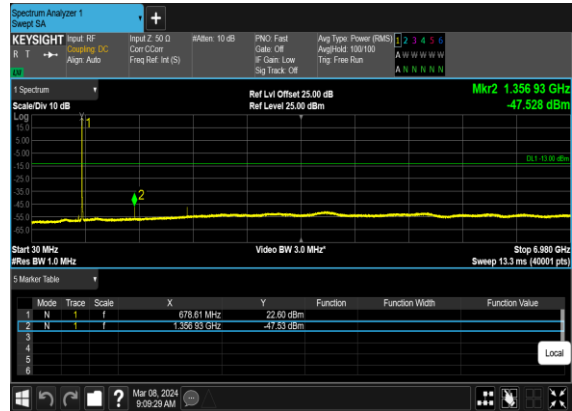 Spectrum Analyzer 1
Swept SA
+
KEYSIGHT Input: RF Input Z: 50 Ω #Atten: 10 dB PNO: Fast Avg Type: Power (RMS) 1 2 3 4 5 6
R T Coupling: DC Corr CCorr Gate: Off Avg|Hold: 100/100 A W W W W W
Align: Auto Freq Ref: Int (S) IF Gain: Low Trig: Free Run
LW Sig Track: Off A N N N N N
1 Spectrum Ref Lvl Offset 25.00 dB Mkr2 1.356 93 GHz
Scale/Div 10 dB Ref Level 25.00 dBm -47.528 dBm
Log
15.0
1
5.00
-5.00
DL1 -13.00 dBm
-15.0
-25.0
-35.0
2
-45.0
-55.0
-65.0
Start 30 MHz Video BW 3.0 MHz* Stop 6.980 GHz
#Res BW 1.0 MHz Sweep 13.3 ms (40001 pts)
5 Marker Table
Mode Trace Scale X Y Function Function Width Function Value
1 N 1 f 678.61 MHz 22.60 dBm
2 N 1 f 1.356 93 GHz -47.53 dBm
3
4
5
6
Local
? Mar 08, 2024
9:09:29 AM